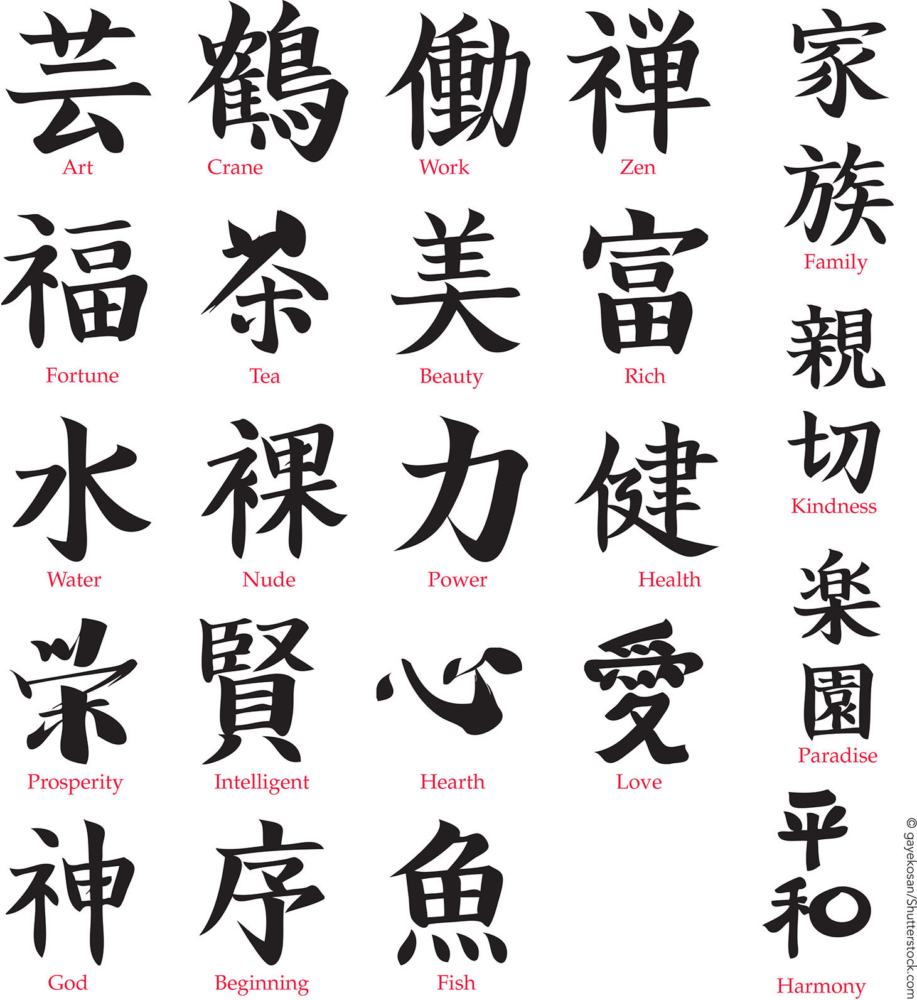 芸 鶴 働 禅
Art Crane Work Zen
福 茶 美 富
Fortune Tea Beauty Rich
水 裸 力 健
Water Nude Power Health
栄 賢 心 愛
Prosperity Intelligent Hearth Love
神 序 魚
God Beginning Fish
家
族
Family
親
切
Kindness
楽
園
Paradise
平
和
Harmony
© gayekosan/Shutterstock.com